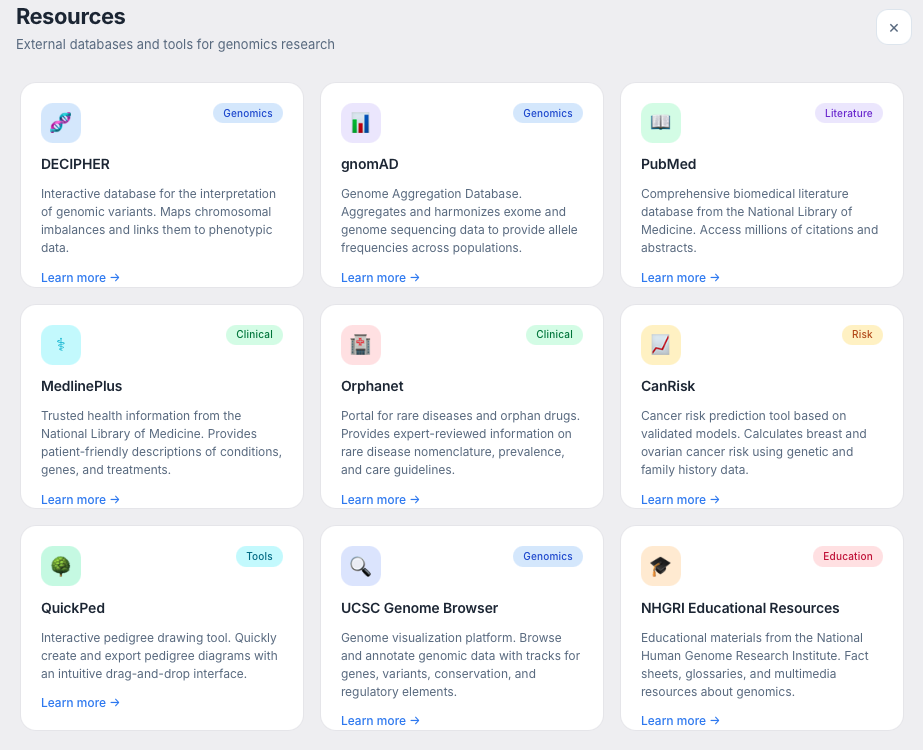 Resources
External databases and tools for genomics research
×
Genomics
DECIPHER
Interactive database for the interpretation
of genomic variants. Maps chromosomal
imbalances and links them to phenotypic
data.
Learn more →
Genomics
gnomAD
Genome Aggregation Database.
Aggregates and harmonizes exome and
genome sequencing data to provide allele
frequencies across populations.
Learn more →
Literature
PubMed
Comprehensive biomedical literature
database from the National Library of
Medicine. Access millions of citations and
abstracts.
Learn more →
Clinical
MedlinePlus
Trusted health information from the
National Library of Medicine. Provides
patient-friendly descriptions of conditions,
genes, and treatments.
Learn more →
Clinical
Orphanet
Portal for rare diseases and orphan drugs.
Provides expert-reviewed information on
rare disease nomenclature, prevalence,
and care guidelines.
Learn more →
Risk
CanRisk
Cancer risk prediction tool based on
validated models. Calculates breast and
ovarian cancer risk using genetic and
family history data.
Learn more →
Tools
QuickPed
Interactive pedigree drawing tool. Quickly
create and export pedigree diagrams with
an intuitive drag-and-drop interface.
Learn more →
Genomics
UCSC Genome Browser
Genome visualization platform. Browse
and annotate genomic data with tracks for
genes, variants, conservation, and
regulatory elements.
Learn more →
Education
NHGRI Educational Resources
Educational materials from the National
Human Genome Research Institute. Fact
sheets, glossaries, and multimedia
resources about genomics.
Learn more →